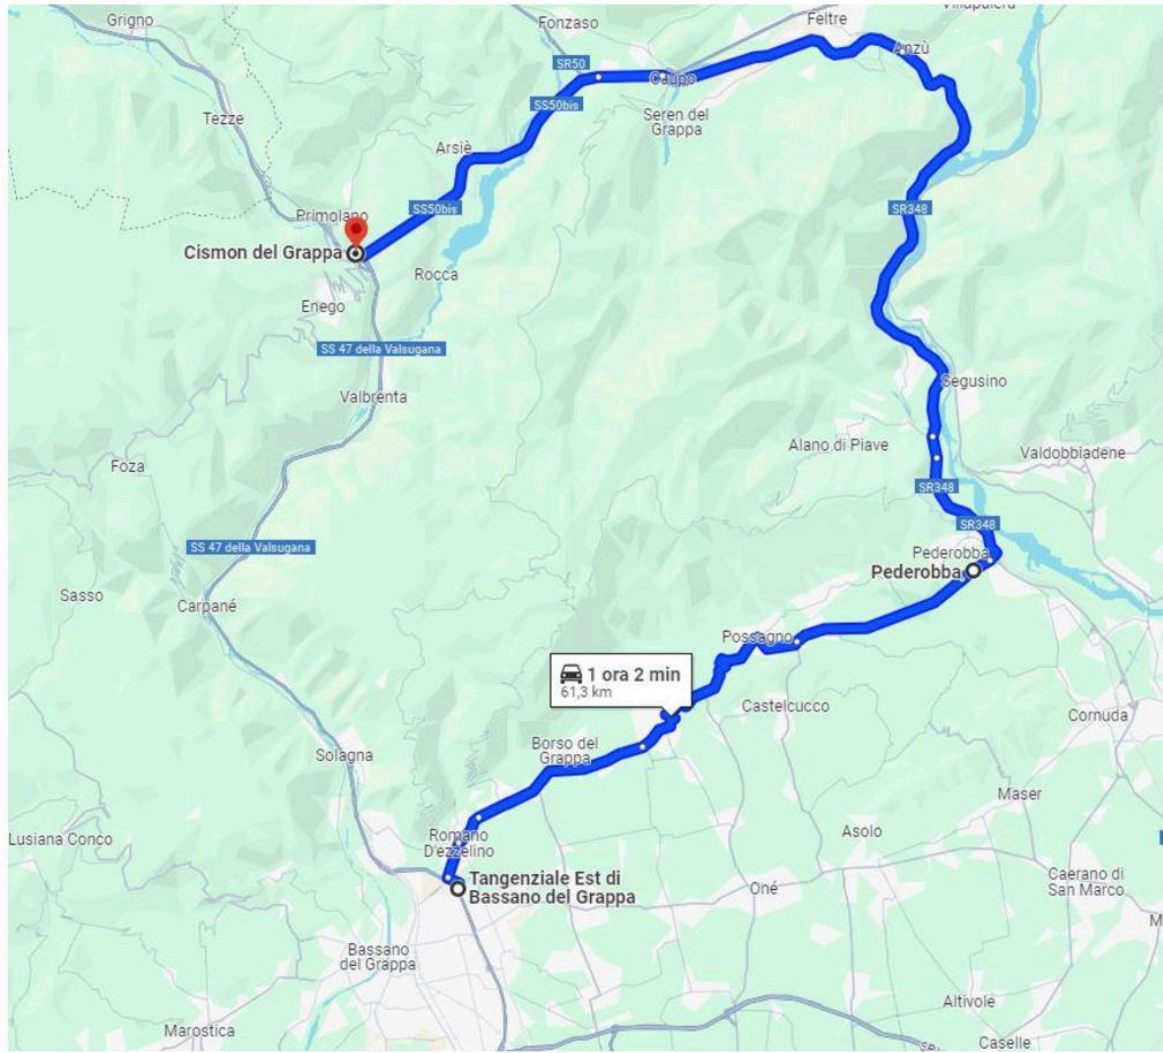 Grigno
Fonzaso
Feltre
Villapaiera
Anzù
SR50
Caupo
SS50bis
Tezze
Seren del
Grappa
Arsiè
SS50bis
SR348
Primolano
Cismon del Grappa
Rocca
Enego
SS 47 della Valsugana
Valbrenta
Segusino
Alano di Piave
Valdobbiadene
Foza
SR348
SR348
SS 47 della Valsugana
Pederobba
Pederobba
Sasso
Carpané
Possagno
1 ora 2 min
61,3 km
Castelcucco
Cornuda
Borso del
Grappa
Solagna
Maser
Lusiana Conco
Romano
D'ezzelino
Asolo
Tangenziale Est di
Bassano del Grappa
Oné
Caerano di
San Marco
M
Bassano
del Grappa
Altivole
Marostica
Caselle